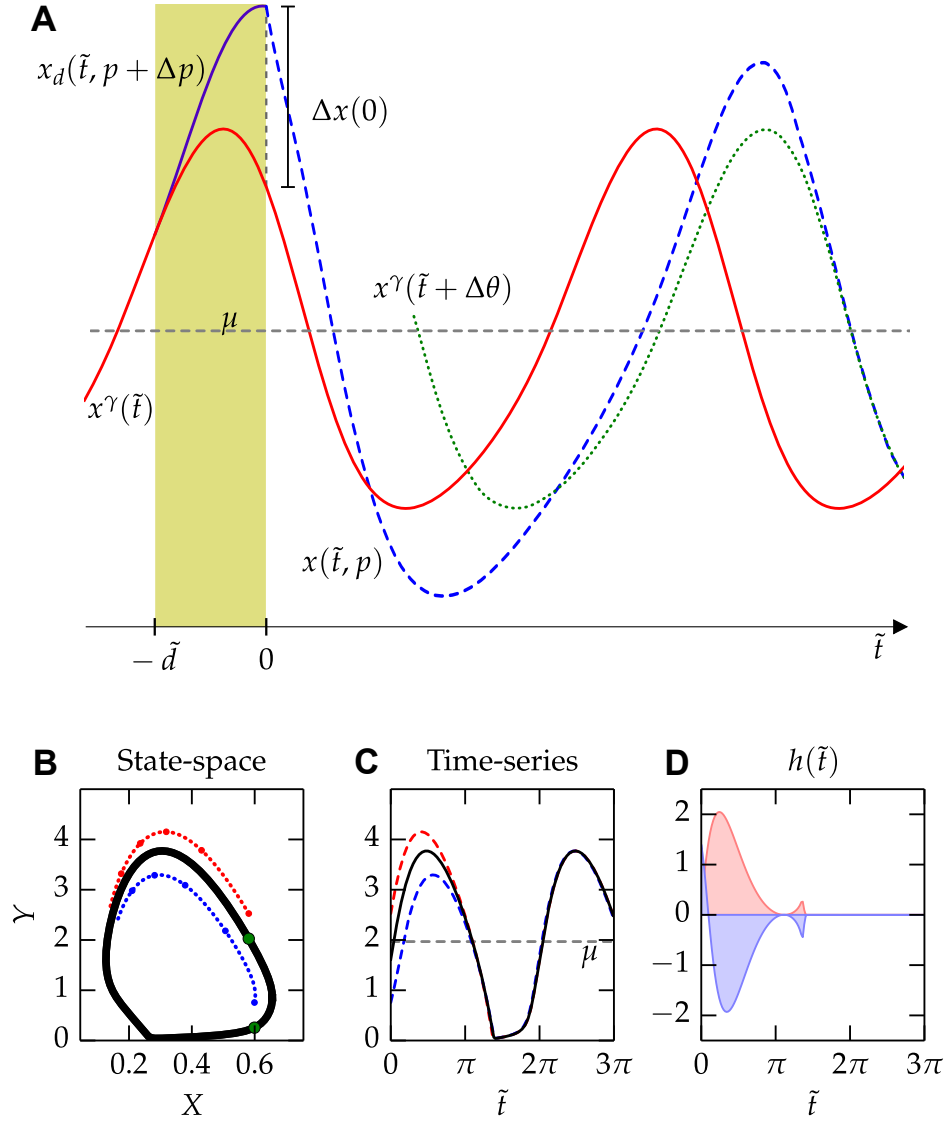 A
x_d(t̃, p + Δp)
Δx(0)
x^γ(t̃ + Δθ)
μ
x^γ(t̃)
x(t̃, p)
−d̃
0
t̃
B
State-space
C
Time-series
D
h(t̃)
4
3
2
1
0
0.2
0.4
0.6
Y
X
4
3
2
1
0
μ
0
π
2π
3π
t̃
2
1
0
−1
−2
0
π
2π
3π
t̃